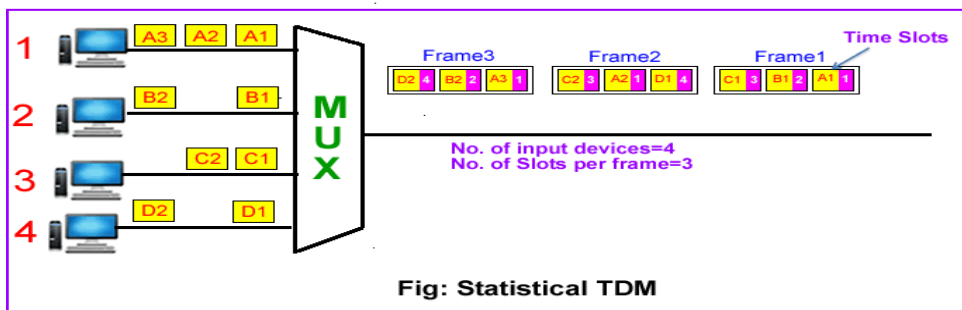 1
A3 A2 A1
2
B2 B1
3
C2 C1
4
D2 D1
MUX
Time Slots
Frame3 Frame2 Frame1
D2 4 B2 2 A3 1 C2 3 A2 1 D1 4 C1 3 B1 2 A1 1
No. of input devices=4
No. of Slots per frame=3
Fig: Statistical TDM